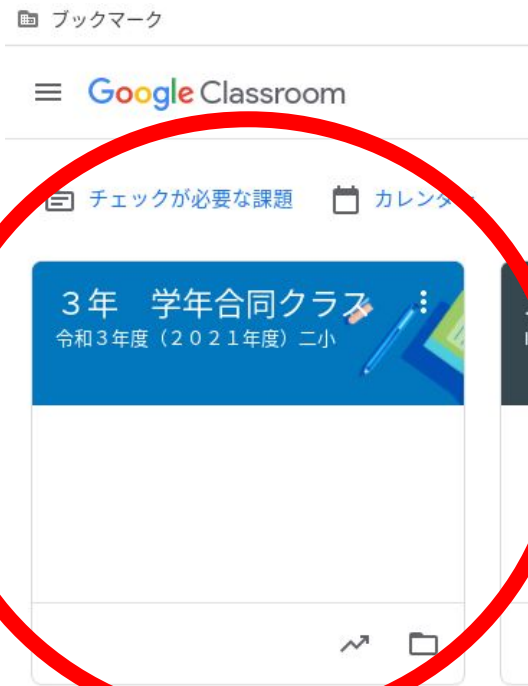 ブックマーク
Google Classroom
チェックが必要な課題 カレンダー
３年　学年合同クラス
令和３年度（２０２１年度）二小